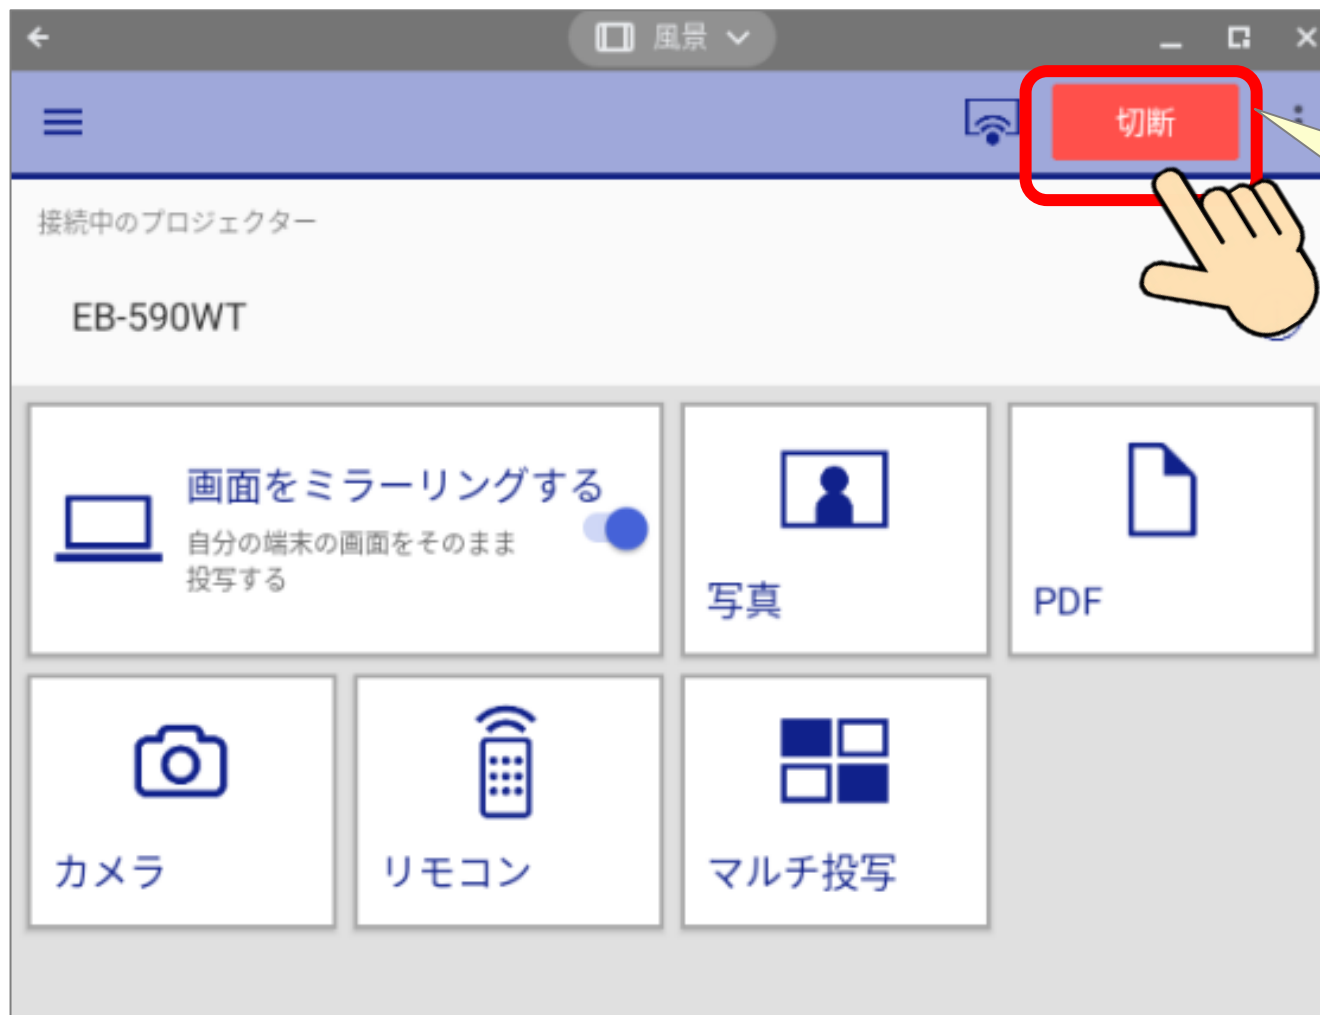 風景
切断
接続中のプロジェクター
EB-590WT
画面をミラーリングする
自分の端末の画面をそのまま
投写する
写真
PDF
カメラ
リモコン
マルチ投写